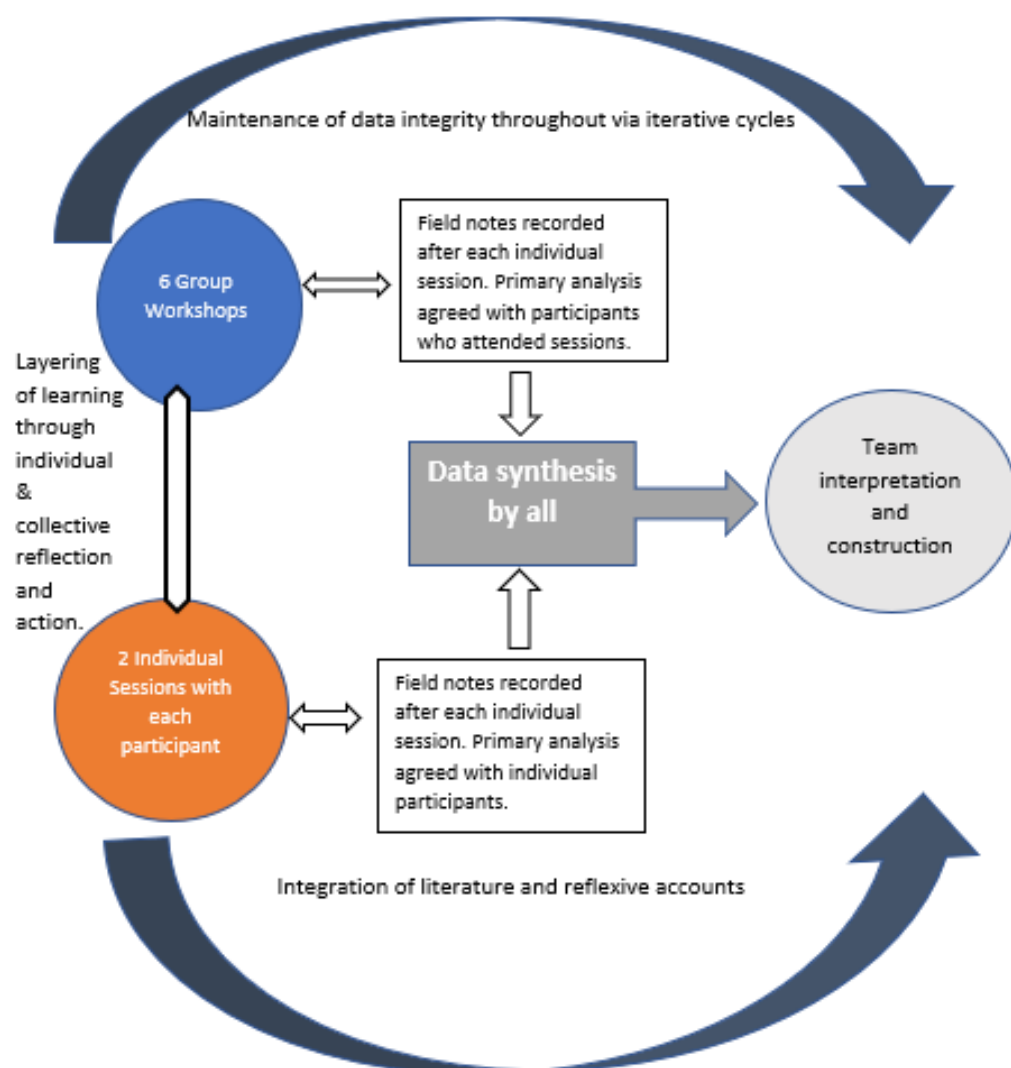 Maintenance of data integrity throughout via iterative cycles
6 Group
Workshops
Field notes recorded
after each individual
session. Primary analysis
agreed with participants
who attended sessions.
Layering
of learning
through
individual
&
collective
reflection
and
action.
Data synthesis
by all
Team
interpretation
and
construction
2 Individual
Sessions with
each
participant
Field notes recorded
after each individual
session. Primary analysis
agreed with individual
participants.
Integration of literature and reflexive accounts